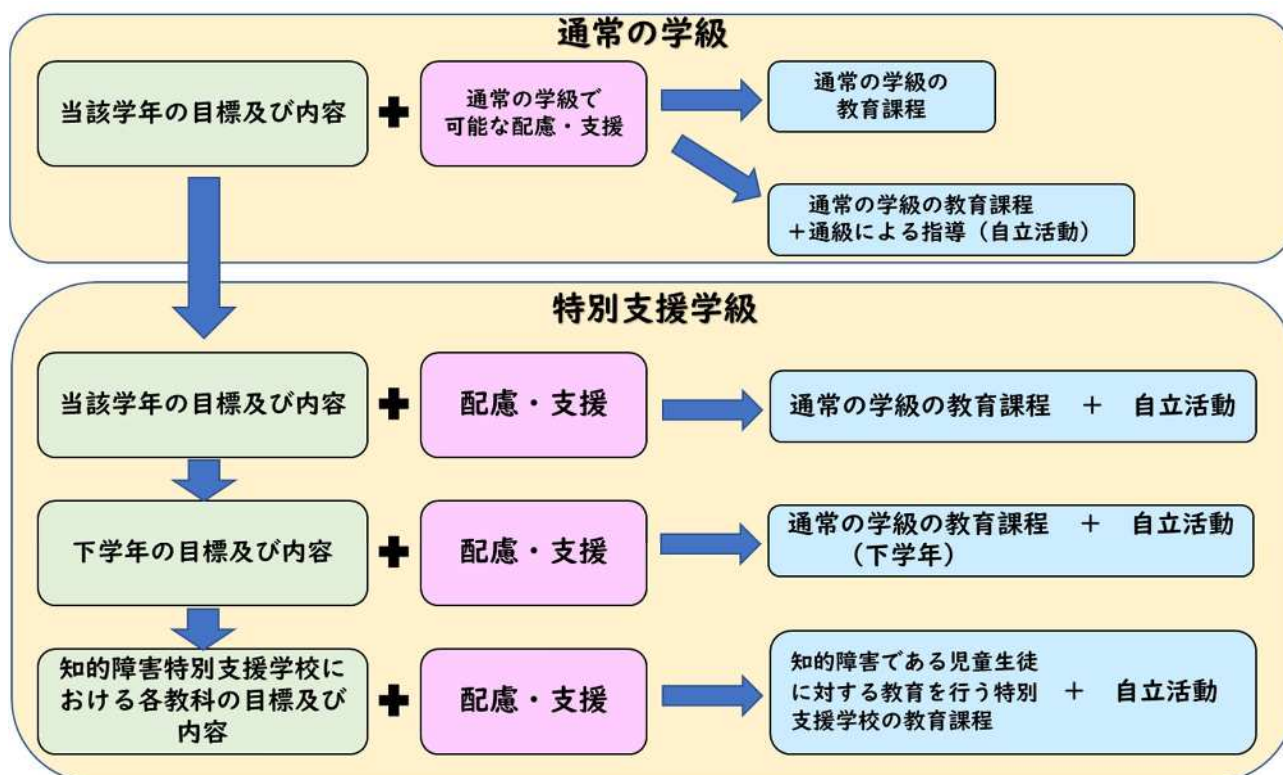 通常の学級
当該学年の目標及び内容
+
通常の学級で
可能な配慮・支援
通常の学級の
教育課程
通常の学級の教育課程
+通級による指導(自立活動)
特別支援学級
当該学年の目標及び内容
+
配慮・支援
通常の学級の教育課程 + 自立活動
下学年の目標及び内容
+
配慮・支援
通常の学級の教育課程 + 自立活動
(下学年)
知的障害特別支援学校に
おける各教科の目標及び
内容
+
配慮・支援
知的障害である児童生徒
に対する教育を行う特別
支援学校の教育課程
+ 自立活動